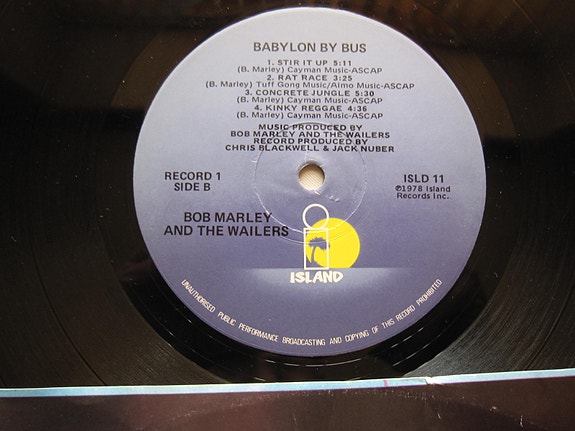 BABYLON BY BUS
1. STIR IT UP 5:11
(B. Marley) Cayman Music-ASCAP
2. RAT RACE 3:25
(B. Marley) Tuff Gong Music/Almo Music-ASCAP
3. CONCRETE JUNGLE 5:30
(B. Marley) Cayman Music-ASCAP
4. KINKY REGGAE 4:36
(B. Marley) Cayman Music-ASCAP
MUSIC PRODUCED BY
BOB MARLEY AND THE WAILERS
RECORD PRODUCED BY
CHRIS BLACKWELL & JACK NUBER
RECORD 1
SIDE B
ISLD 11
℗1978 Island
Records Inc.
BOB MARLEY
AND THE WAILERS
ISLAND
UNAUTHORISED PUBLIC PERFORMANCE BROADCASTING AND COPYING OF THIS RECORD PROHIBITED